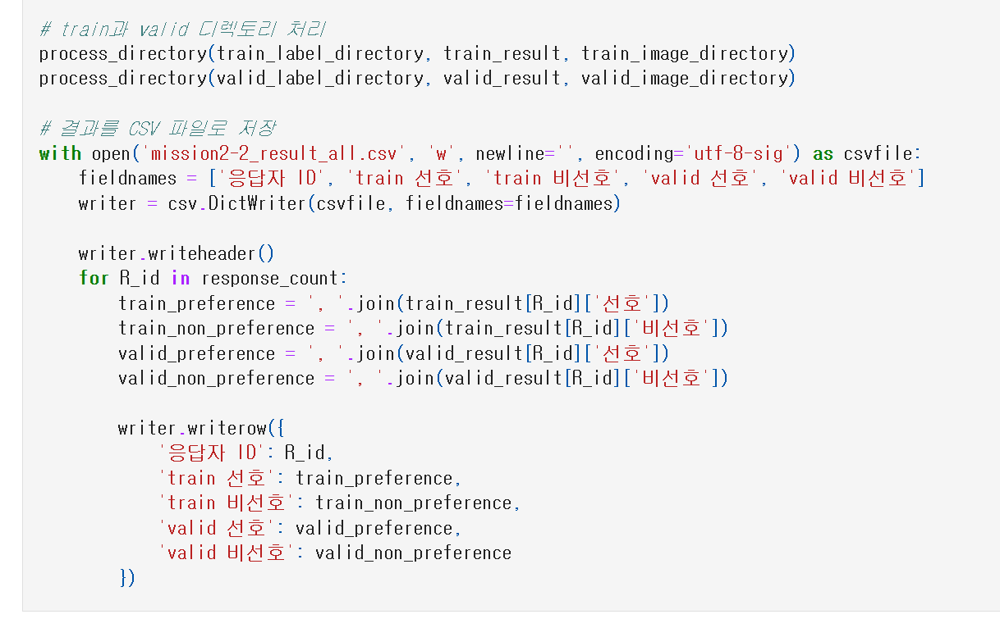 # train과 valid 디렉토리 처리
process_directory(train_label_directory, train_result, train_image_directory)
process_directory(valid_label_directory, valid_result, valid_image_directory)

# 결과를 CSV 파일로 저장
with open('mission2-2_result_all.csv', 'w', newline='', encoding='utf-8-sig') as csvfile:
    fieldnames = ['응답자 ID', 'train 선호', 'train 비선호', 'valid 선호', 'valid 비선호']
    writer = csv.DictWriter(csvfile, fieldnames=fieldnames)

    writer.writeheader()
    for R_id in response_count:
        train_preference = ', '.join(train_result[R_id]['선호'])
        train_non_preference = ', '.join(train_result[R_id]['비선호'])
        valid_preference = ', '.join(valid_result[R_id]['선호'])
        valid_non_preference = ', '.join(valid_result[R_id]['비선호'])

        writer.writerow({
            '응답자 ID': R_id,
            'train 선호': train_preference,
            'train 비선호': train_non_preference,
            'valid 선호': valid_preference,
            'valid 비선호': valid_non_preference
        })